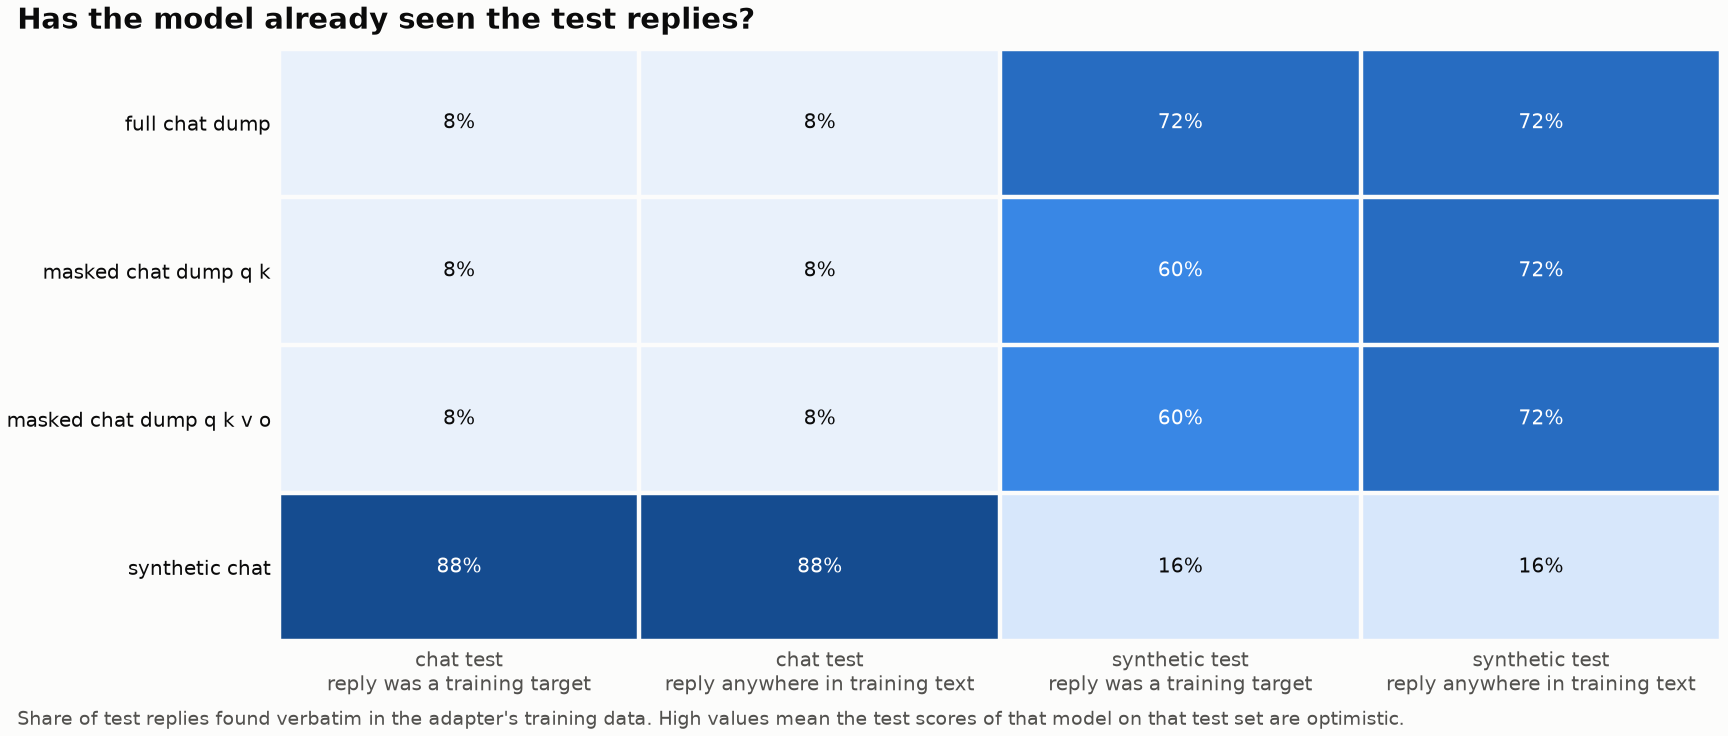 Has the model already seen the test replies?
full chat dump
8%
8%
72%
72%
masked chat dump q k
8%
8%
60%
72%
masked chat dump q k v o
8%
8%
60%
72%
synthetic chat
88%
88%
16%
16%
chat test
reply was a training target
chat test
reply anywhere in training text
synthetic test
reply was a training target
synthetic test
reply anywhere in training text
Share of test replies found verbatim in the adapter's training data. High values mean the test scores of that model on that test set are optimistic.